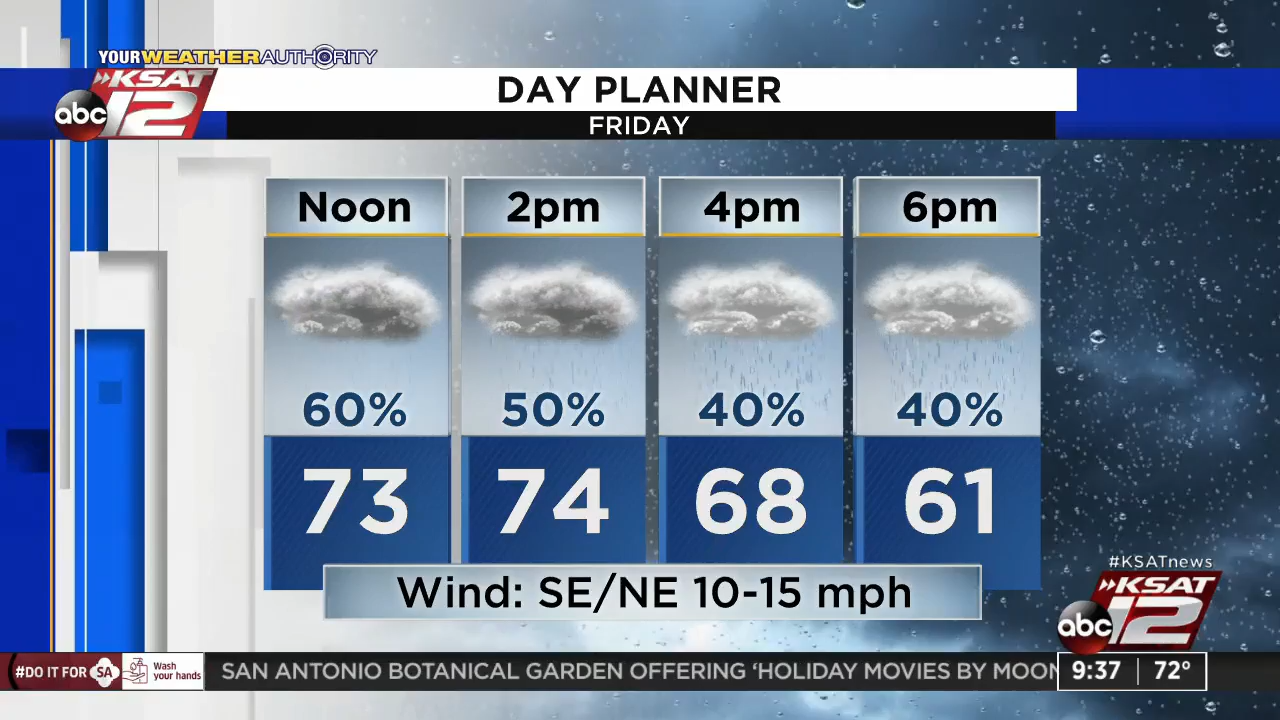 YOURWEATHERAUTHORITY
KSAT
abc 12
DAY PLANNER
FRIDAY
Noon 2pm 4pm 6pm
60% 50% 40% 40%
73 74 68 61
Wind: SE/NE 10-15 mph
#KSATnews
KSAT
abc 12
#DO IT FOR SA
Wash
your hands
SAN ANTONIO BOTANICAL GARDEN OFFERING ‘HOLIDAY MOVIES BY MOON
9:37 72°